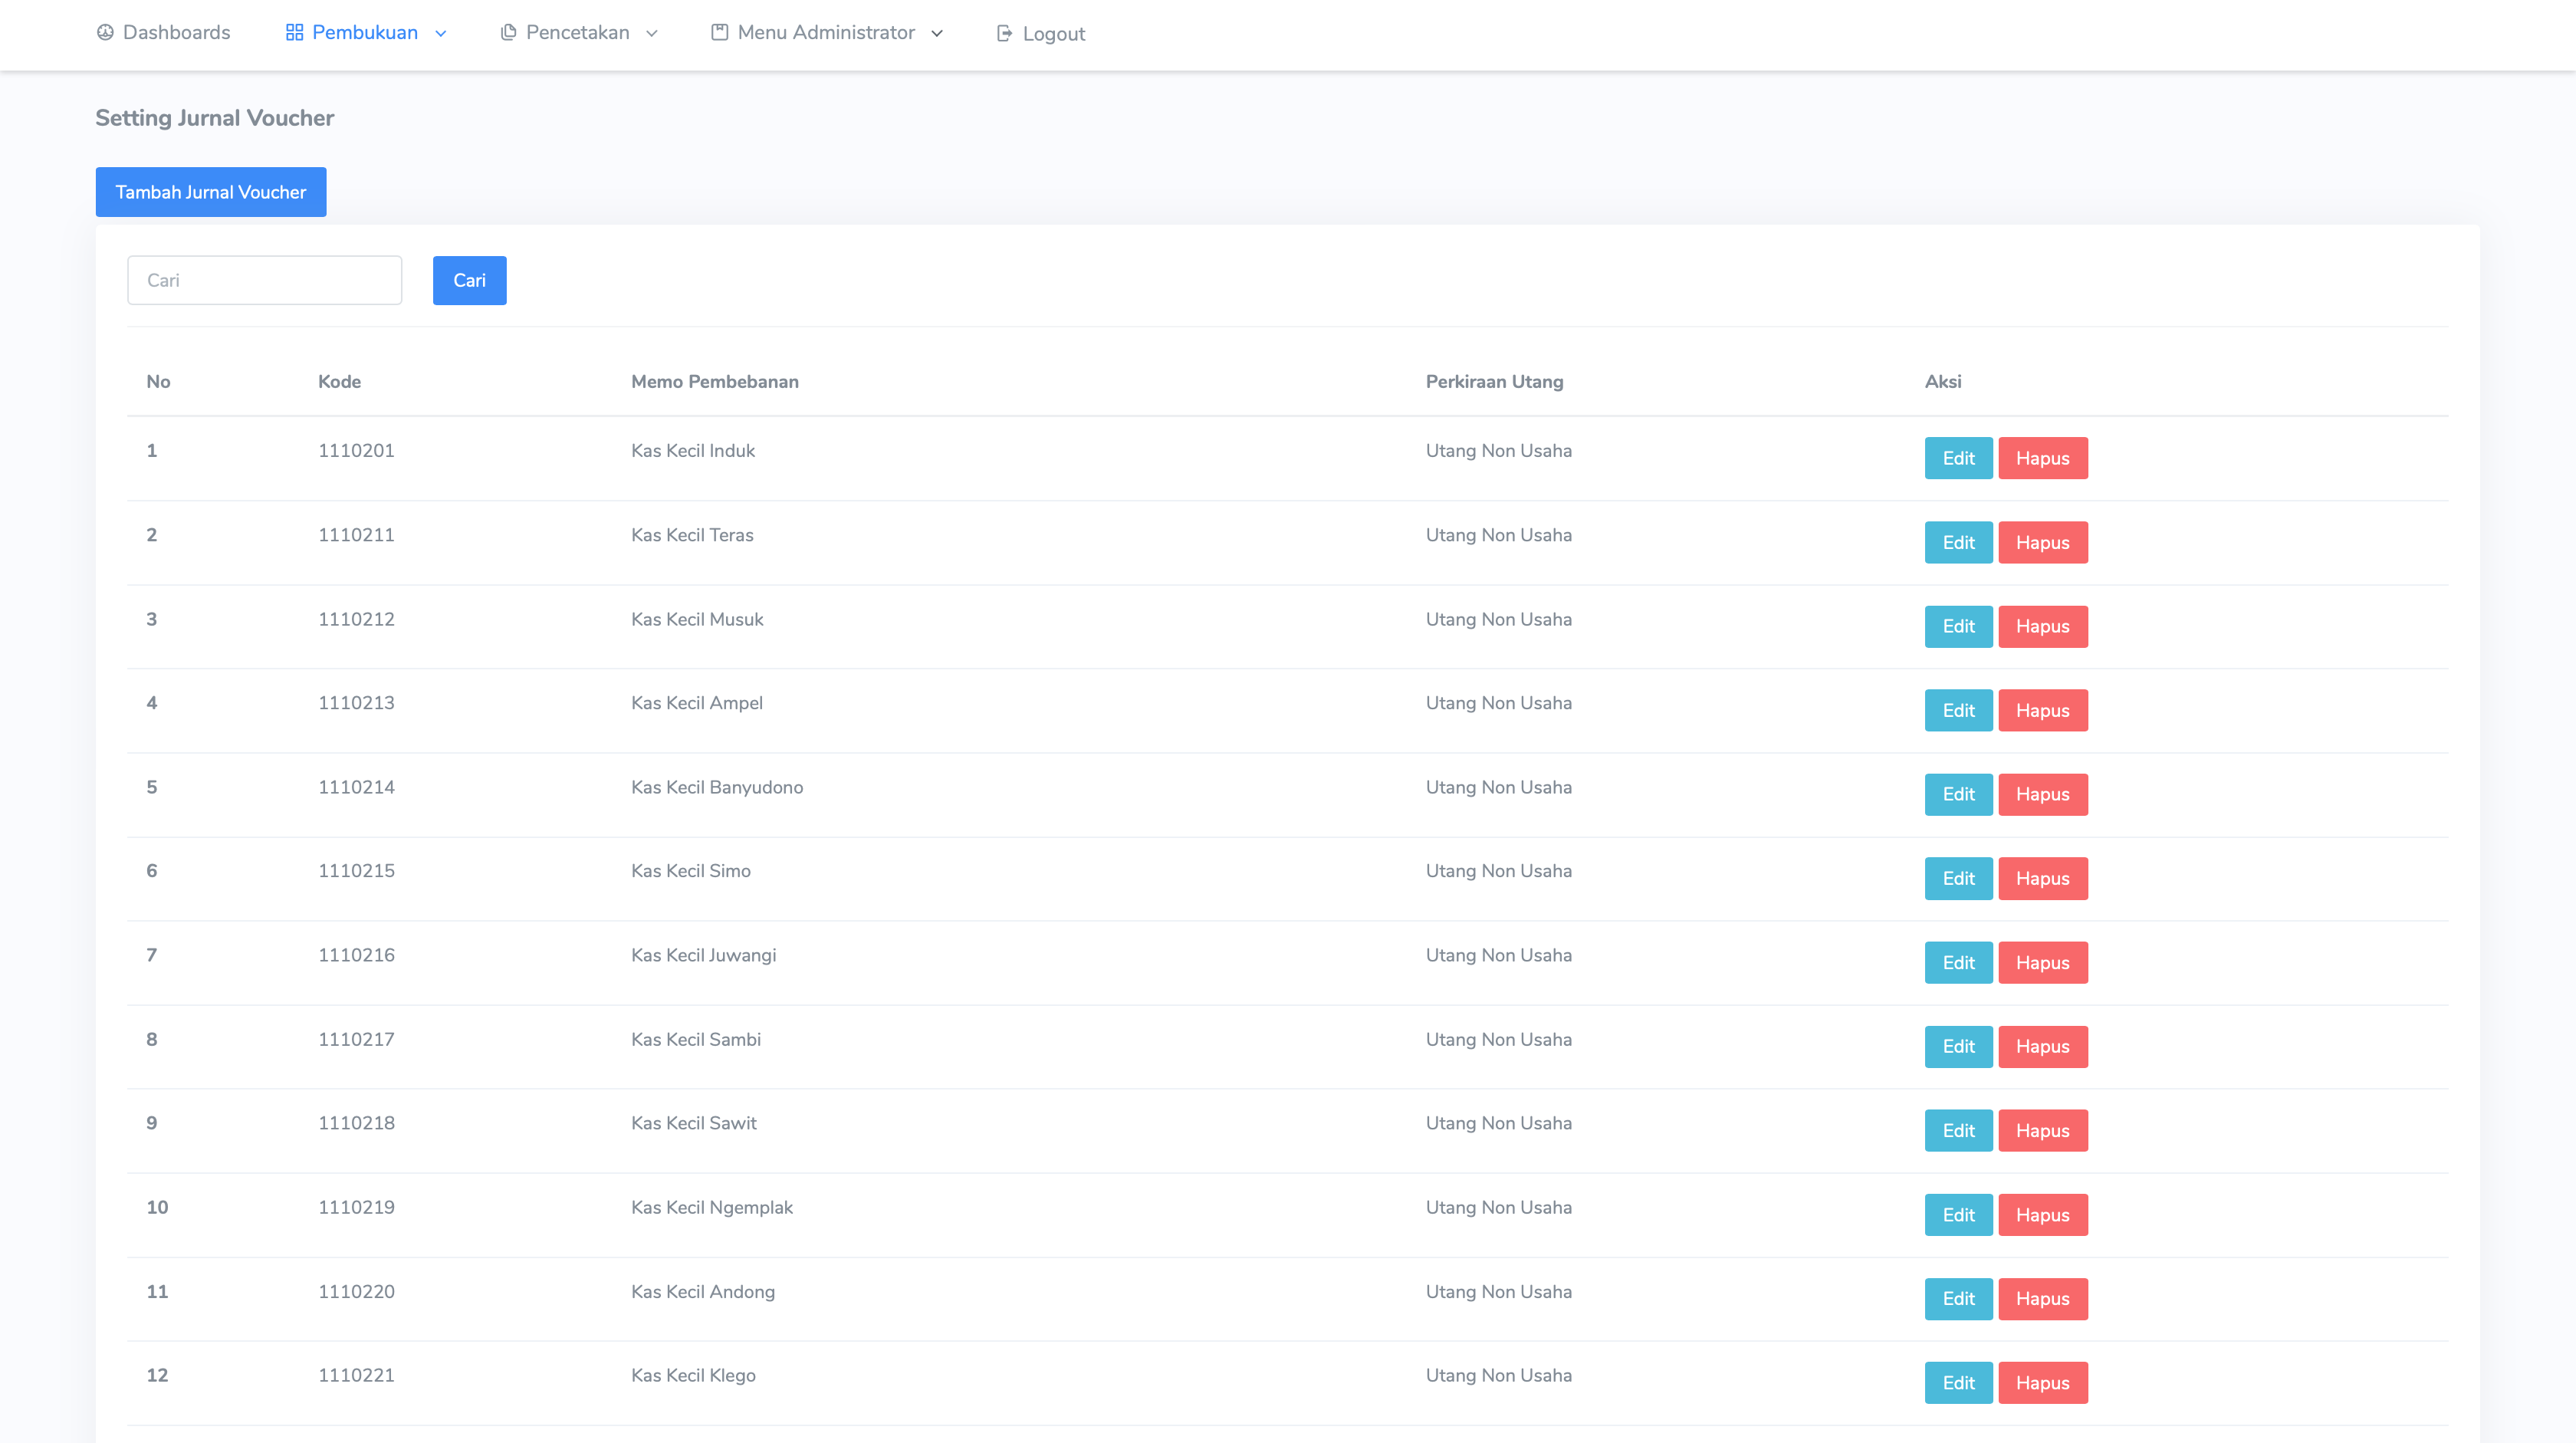 Dashboards Pembukuan Pencetakan Menu Administrator Logout
Setting Jurnal Voucher
Tambah Jurnal Voucher
Cari Cari
No Kode Memo Pembebanan Perkiraan Utang Aksi
1 1110201 Kas Kecil Induk Utang Non Usaha Edit Hapus
2 1110211 Kas Kecil Teras Utang Non Usaha Edit Hapus
3 1110212 Kas Kecil Musuk Utang Non Usaha Edit Hapus
4 1110213 Kas Kecil Ampel Utang Non Usaha Edit Hapus
5 1110214 Kas Kecil Banyudono Utang Non Usaha Edit Hapus
6 1110215 Kas Kecil Simo Utang Non Usaha Edit Hapus
7 1110216 Kas Kecil Juwangi Utang Non Usaha Edit Hapus
8 1110217 Kas Kecil Sambi Utang Non Usaha Edit Hapus
9 1110218 Kas Kecil Sawit Utang Non Usaha Edit Hapus
10 1110219 Kas Kecil Ngemplak Utang Non Usaha Edit Hapus
11 1110220 Kas Kecil Andong Utang Non Usaha Edit Hapus
12 1110221 Kas Kecil Klego Utang Non Usaha Edit Hapus